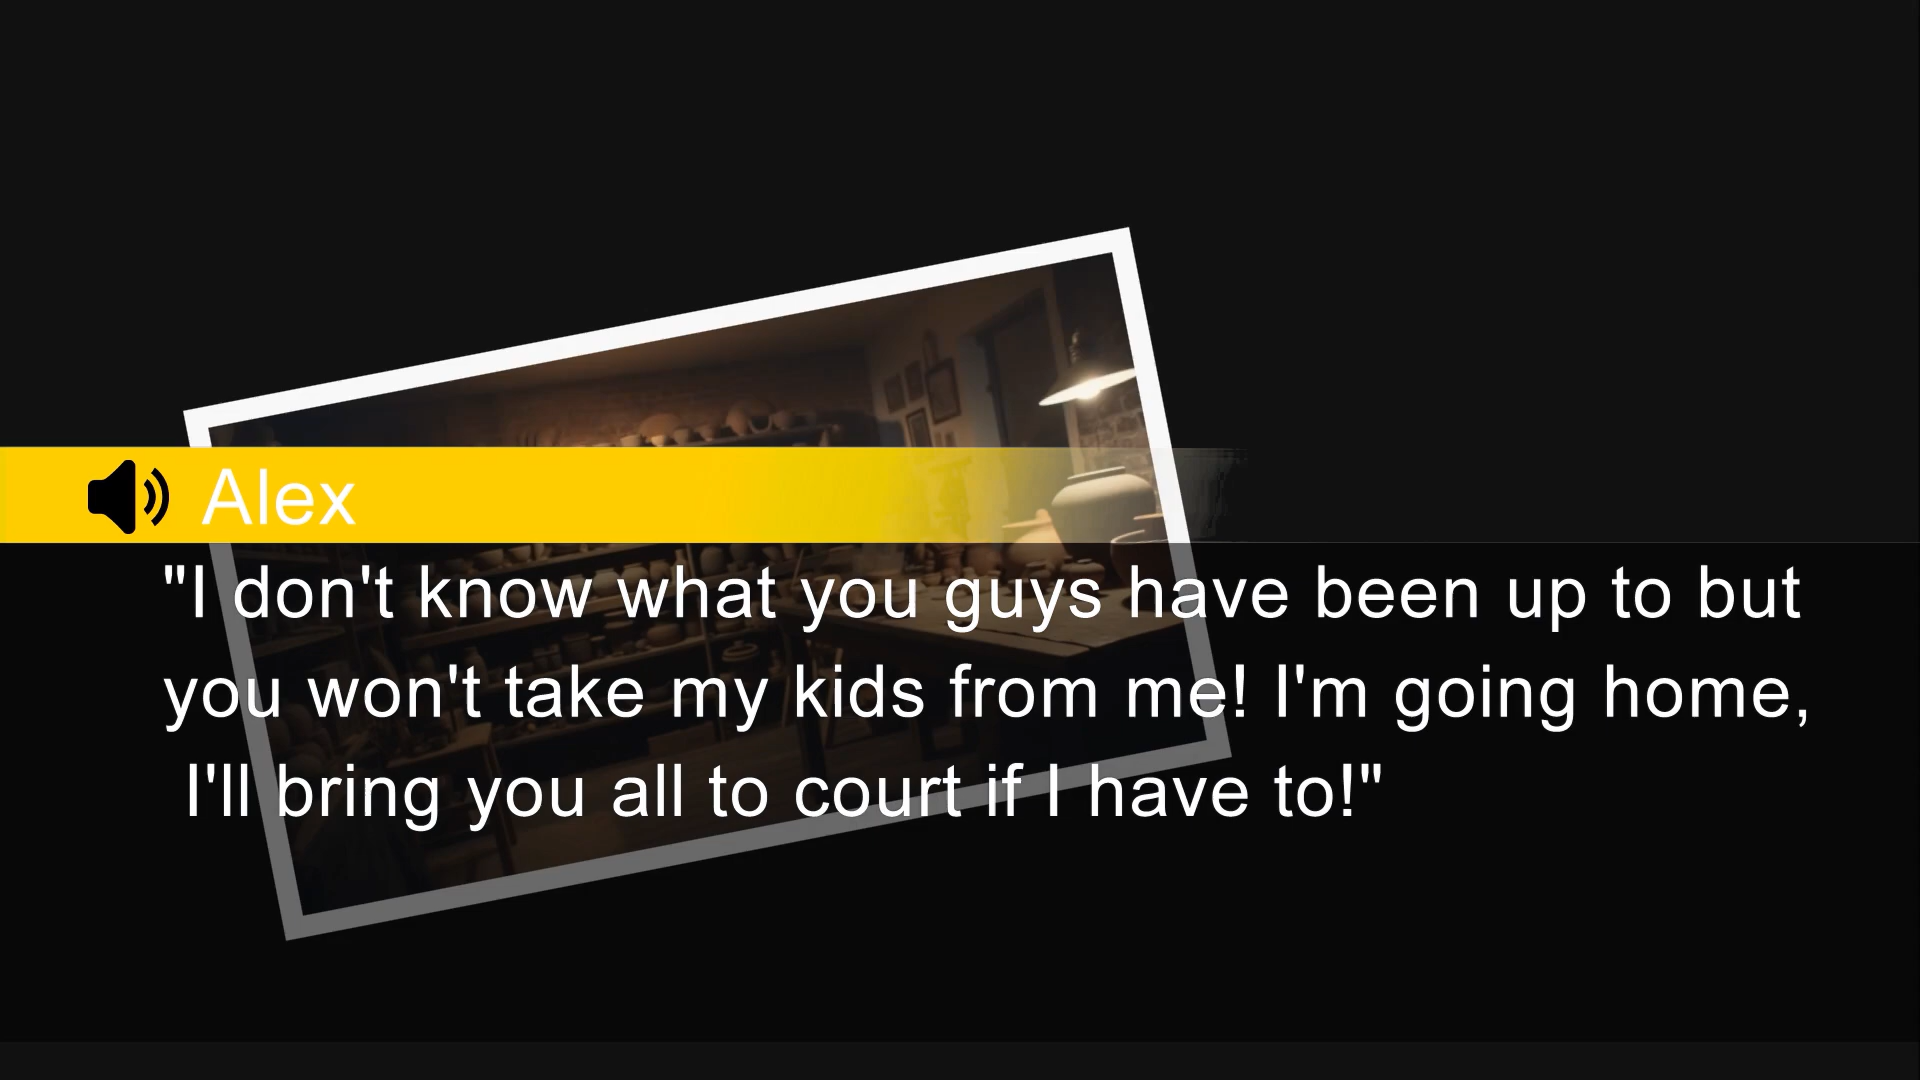 Alex
"I don't know what you guys have been up to but
you won't take my kids from me! I'm going home,
I'll bring you all to court if I have to!"